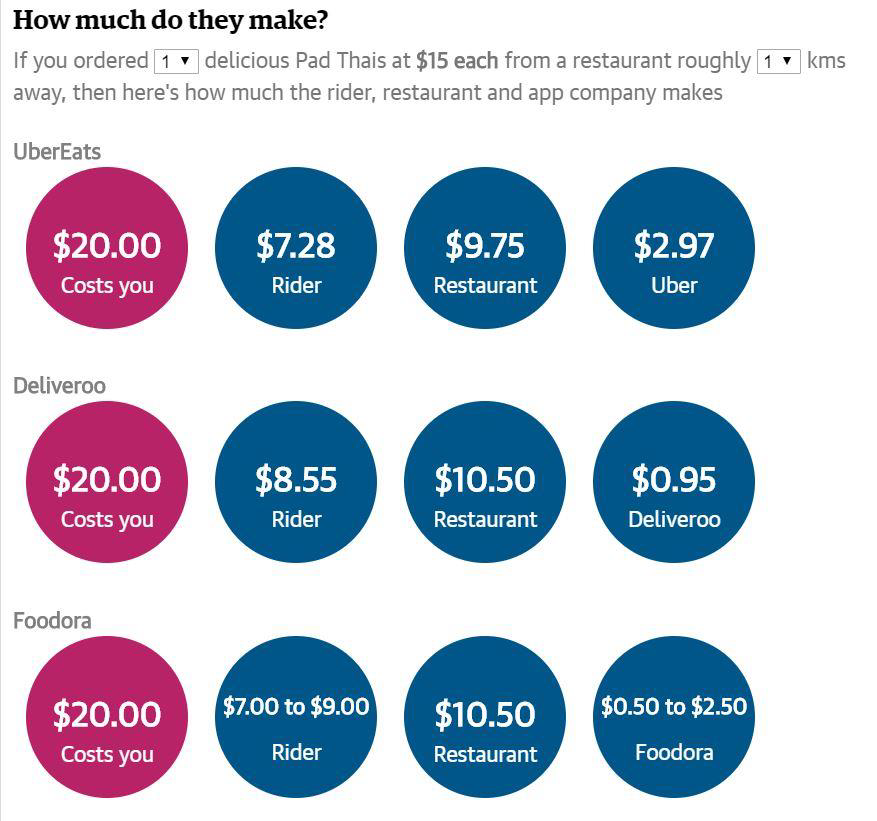 How much do they make?
If you ordered 1 ▼ delicious Pad Thais at $15 each from a restaurant roughly 1 ▼ kms
away, then here's how much the rider, restaurant and app company makes
UberEats
$20.00 $7.28 $9.75 $2.97
Costs you Rider Restaurant Uber
Deliveroo
$20.00 $8.55 $10.50 $0.95
Costs you Rider Restaurant Deliveroo
Foodora
$20.00 $7.00 to $9.00 $10.50 $0.50 to $2.50
Costs you Rider Restaurant Foodora